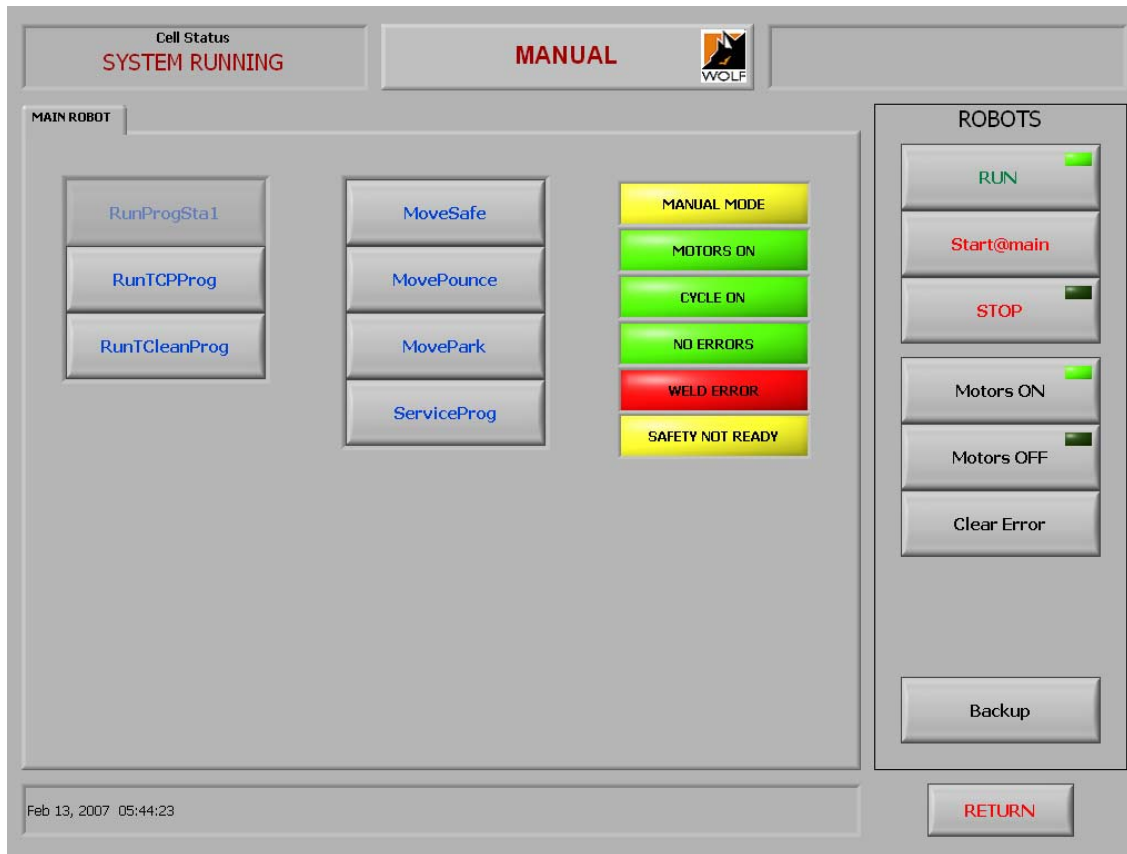 Cell Status
SYSTEM RUNNING
MANUAL
WOLF
MAIN ROBOT
RunProgSta1
RunTCPProg
RunTCleanProg
MoveSafe
MovePounce
MovePark
ServiceProg
MANUAL MODE
MOTORS ON
CYCLE ON
NO ERRORS
WELD ERROR
SAFETY NOT READY
ROBOTS
RUN
Start@main
STOP
Motors ON
Motors OFF
Clear Error
Backup
Feb 13, 2007 05:44:23
RETURN